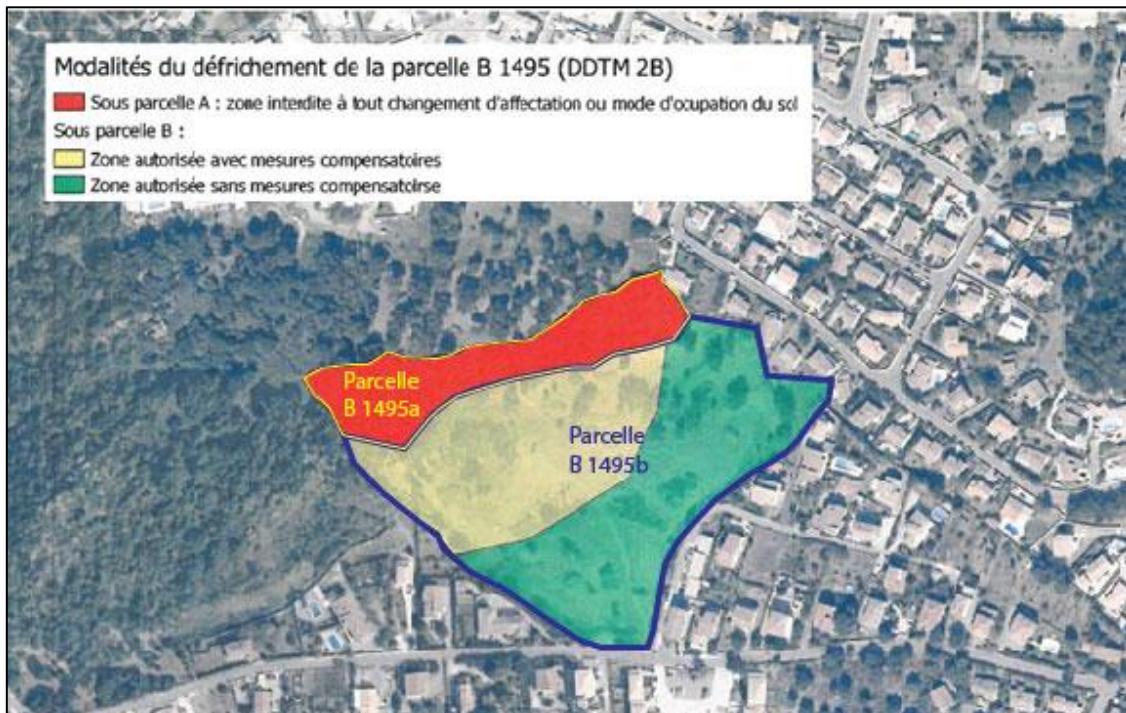 Modalités du défrichement de la parcelle B 1495 (DDTM 2B)
Sous parcelle A : zone interdite à tout changement d'affectation ou mode d'ocupation du sol
Sous parcelle B :
Zone autorisée avec mesures compensatoires
Zone autorisée sans mesures compensatoirse
Parcelle
B 1495a
Parcelle
B 1495b